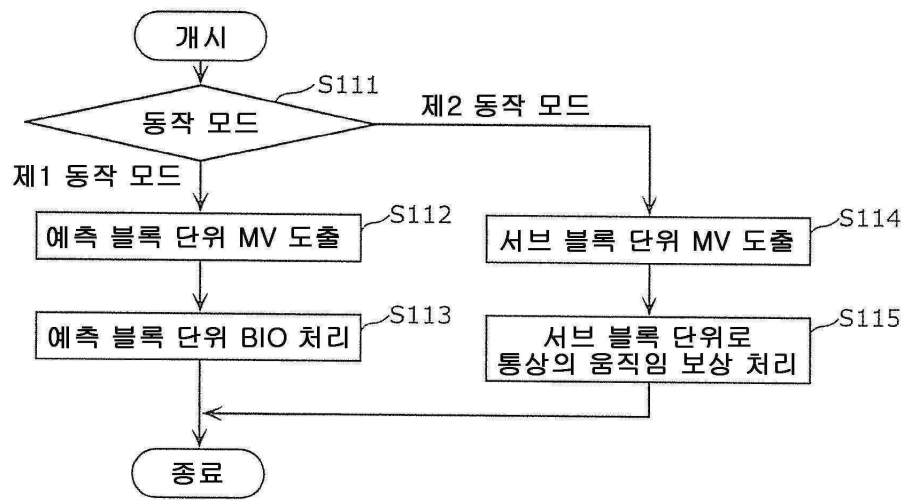 개시
S111
동작 모드
제2 동작 모드
제1 동작 모드
S112
예측 블록 단위 MV 도출
S114
서브 블록 단위 MV 도출
S113
예측 블록 단위 BIO 처리
S115
서브 블록 단위로
통상의 움직임 보상 처리
종료